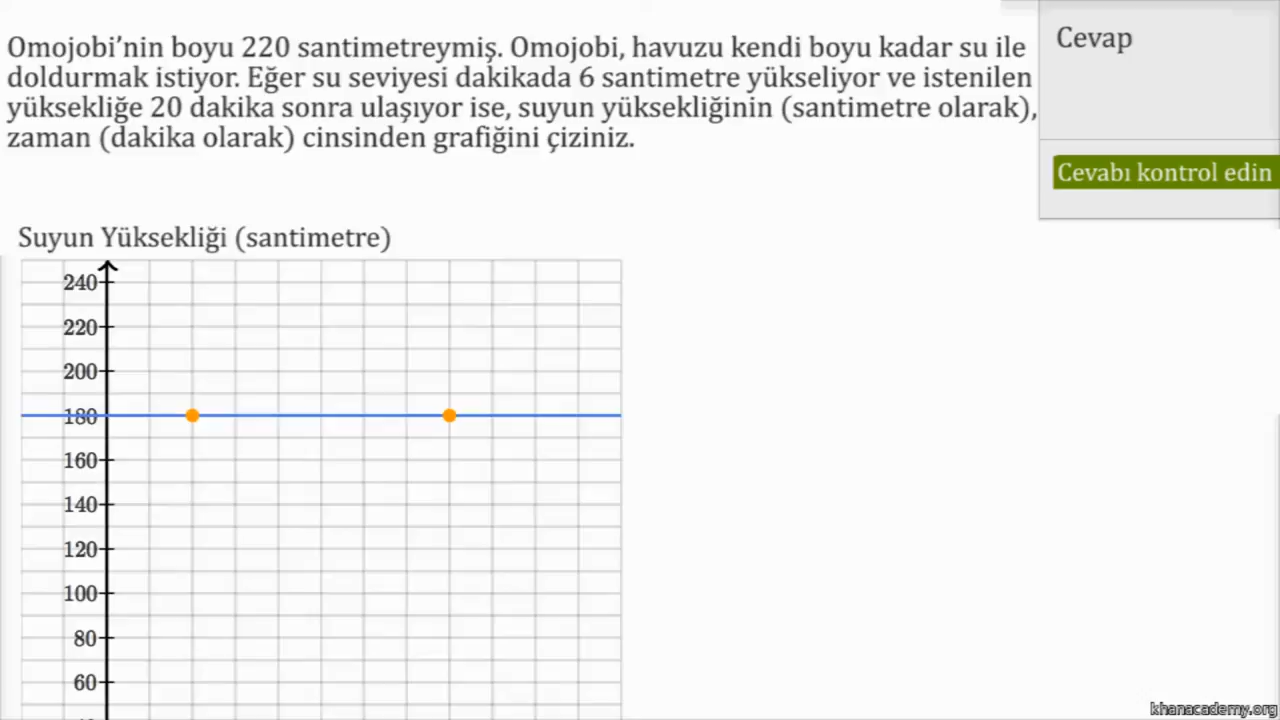 Omojobi’nin boyu 220 santimetreymiş. Omojobi, havuzu kendi boyu kadar su ile
doldurmak istiyor. Eğer su seviyesi dakikada 6 santimetre yükseliyor ve istenilen
yüksekliğe 20 dakika sonra ulaşıyor ise, suyun yüksekliğinin (santimetre olarak),
zaman (dakika olarak) cinsinden grafiğini çiziniz.
Cevap
Cevabı kontrol edin
Suyun Yüksekliği (santimetre)
240
220
200
180
160
140
120
100
80
60
khanacademy.org